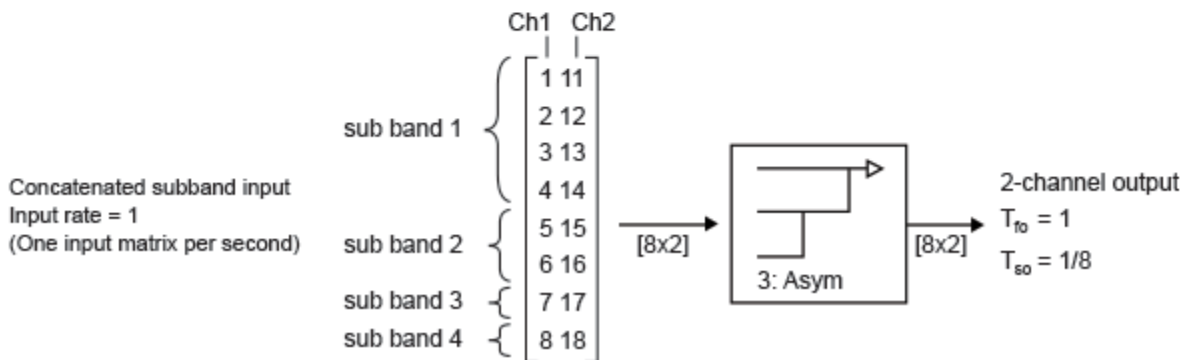 Ch1 Ch2
1 11
2 12
3 13
4 14
5 15
6 16
7 17
8 18
sub band 1
sub band 2
sub band 3
sub band 4
Concatenated subband input
Input rate = 1
(One input matrix per second)
[8x2]
3: Asym
[8x2]
2-channel output
Tfo = 1
Tso = 1/8